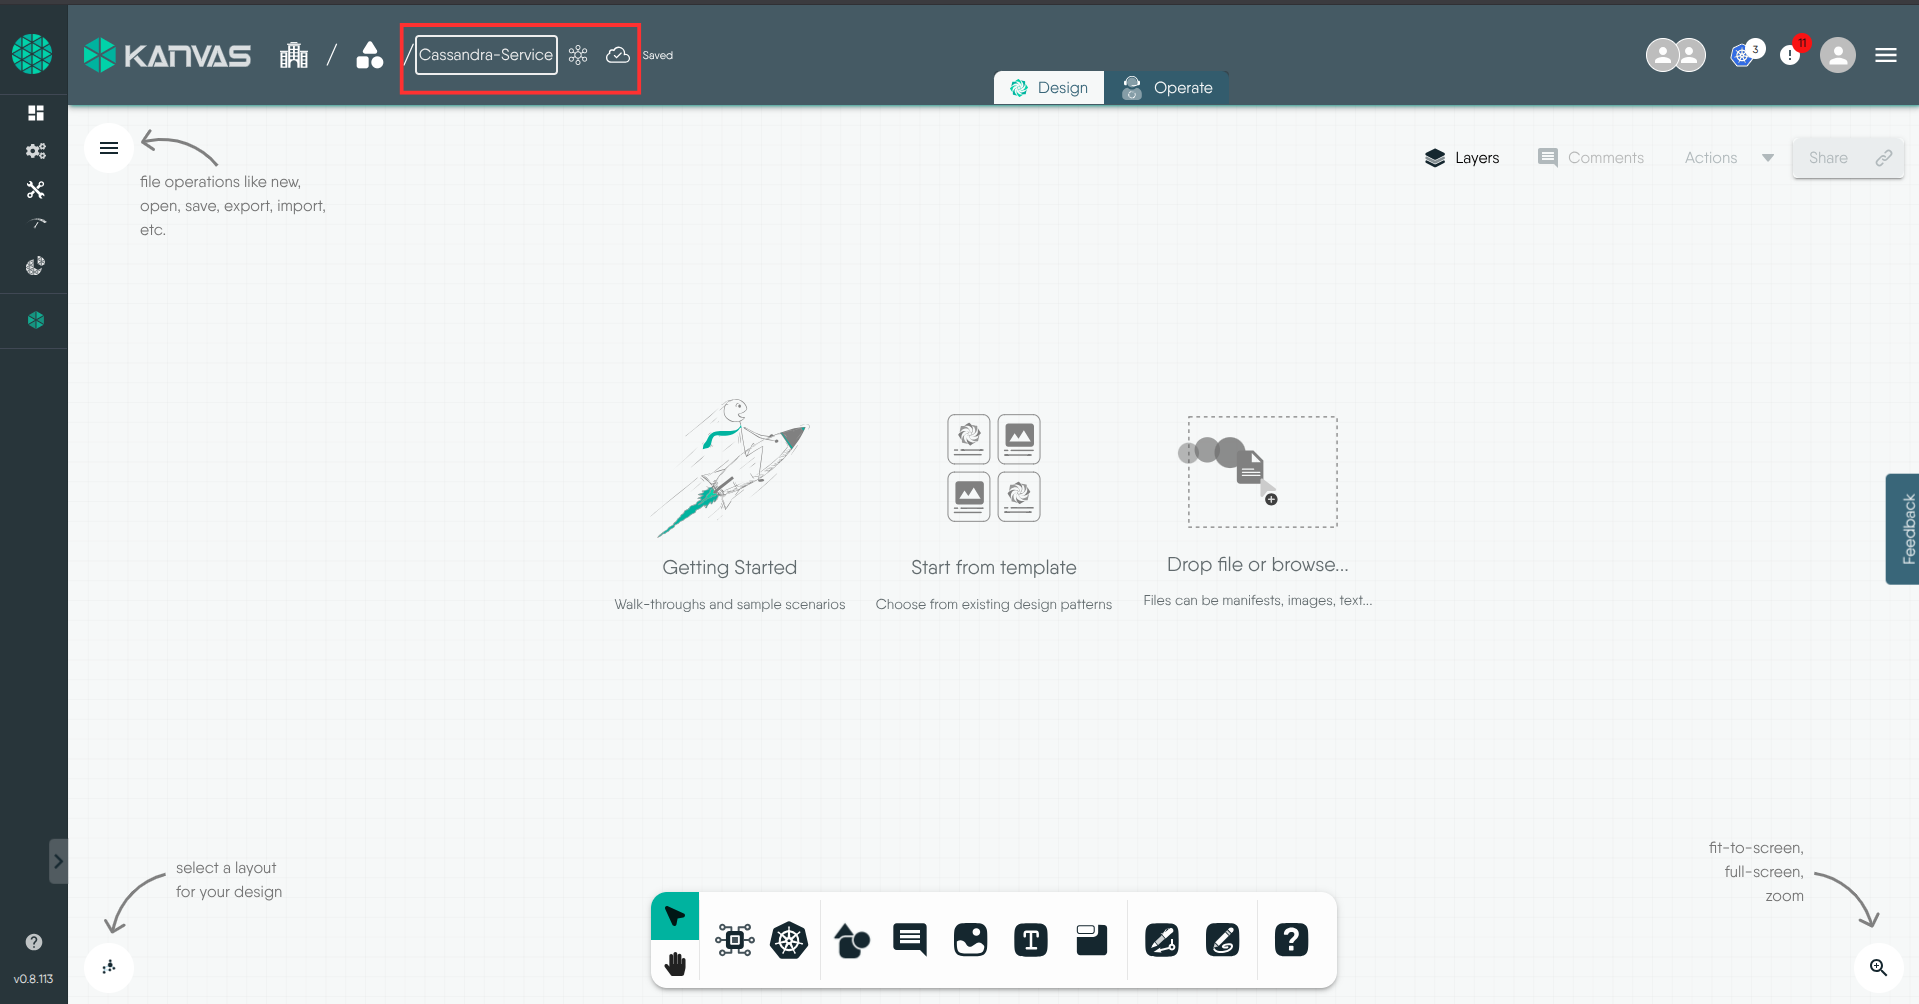 KANVAS
/
/
Cassandra-Service
Saved
3
11
Design
Operate
file operations like new,
open, save, export, import,
etc.
Layers
Comments
Actions
Share
Getting Started
Walk-throughs and sample scenarios
Start from template
Choose from existing design patterns
Drop file or browse...
Files can be manifests, images, text...
Feedback
select a layout
for your design
fit-to-screen,
full-screen,
zoom
T
?
?
v0.8.113